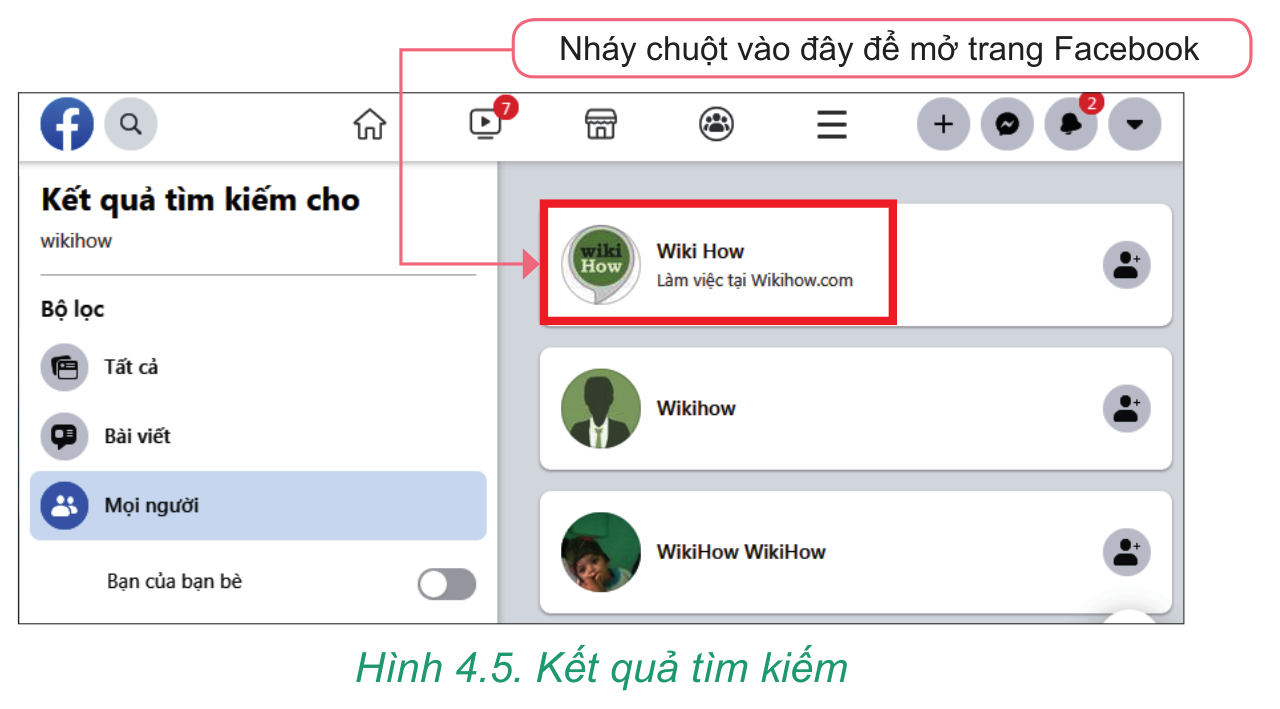 Nháy chuột vào đây để mở trang Facebook
7
2
Kết quả tìm kiếm cho
wikihow
Bộ lọc
Tất cả
Bài viết
Mọi người
Bạn của bạn bè
wiki
How
Wiki How
Làm việc tại Wikihow.com
Wikihow
WikiHow WikiHow
Hình 4.5. Kết quả tìm kiếm